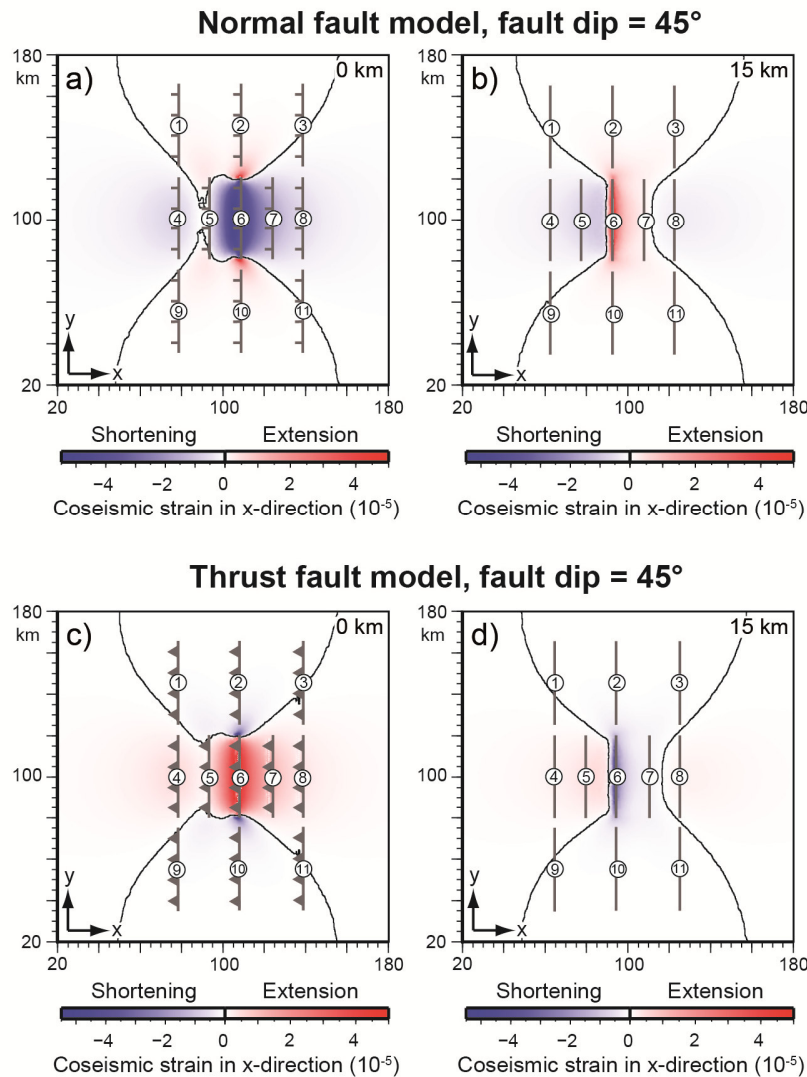 Normal fault model, fault dip = 45°
180
km
a)
0 km
1
2
3
100
4
5
6
7
8
9
10
11
y
x
20
20
100
180
Shortening
Extension
−4
−2
0
2
4
Coseismic strain in x-direction (10-5)
180
km
b)
15 km
1
2
3
100
4
5
6
7
8
9
10
11
y
x
20
20
100
180
Shortening
Extension
−4
−2
0
2
4
Coseismic strain in x-direction (10-5)
Thrust fault model, fault dip = 45°
180
km
c)
0 km
1
2
3
100
4
5
6
7
8
9
10
11
y
x
20
20
100
180
Shortening
Extension
−4
−2
0
2
4
Coseismic strain in x-direction (10-5)
180
km
d)
15 km
1
2
3
100
4
5
6
7
8
9
10
11
y
x
20
20
100
180
Shortening
Extension
−4
−2
0
2
4
Coseismic strain in x-direction (10-5)